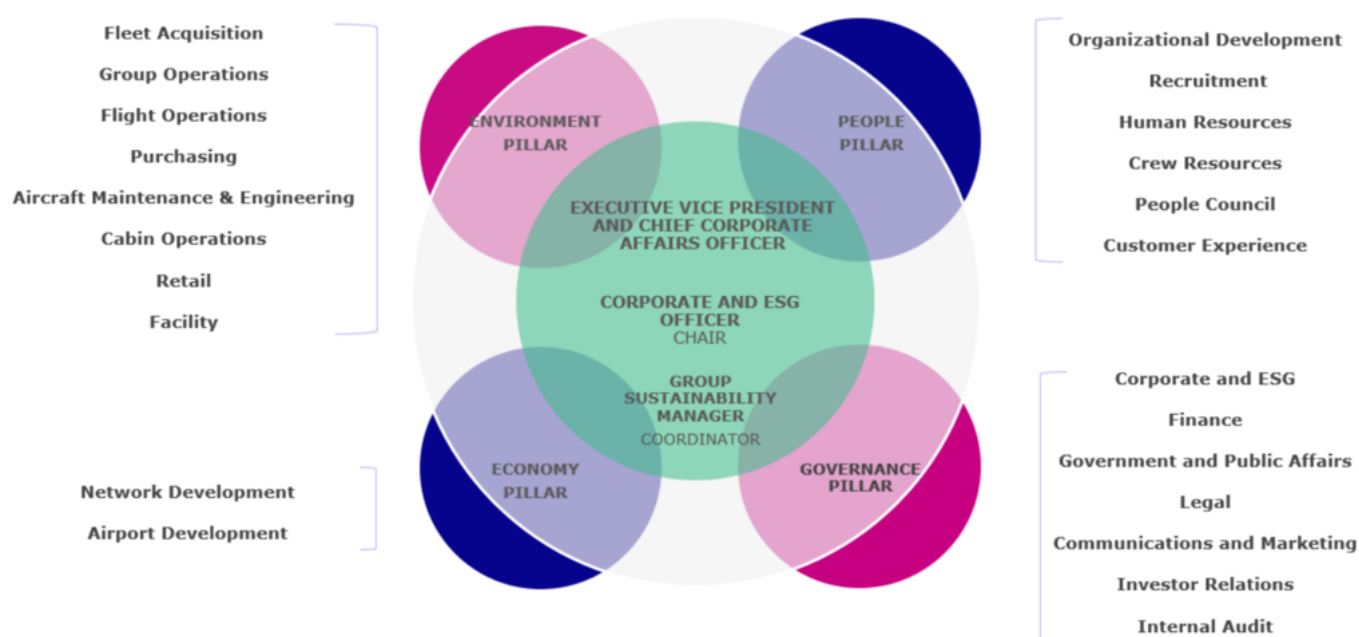 Fleet Acquisition
Group Operations
Flight Operations
Purchasing
Aircraft Maintenance & Engineering
Cabin Operations
Retail
Facility
ENVIRONMENT
PILLAR
PEOPLE
PILLAR
Organizational Development
Recruitment
Human Resources
Crew Resources
People Council
Customer Experience
EXECUTIVE VICE PRESIDENT
AND CHIEF CORPORATE
AFFAIRS OFFICER
CORPORATE AND ESG
OFFICER
CHAIR
GROUP
SUSTAINABILITY
MANAGER
COORDINATOR
Network Development
Airport Development
ECONOMY
PILLAR
GOVERNANCE
PILLAR
Corporate and ESG
Finance
Government and Public Affairs
Legal
Communications and Marketing
Investor Relations
Internal Audit